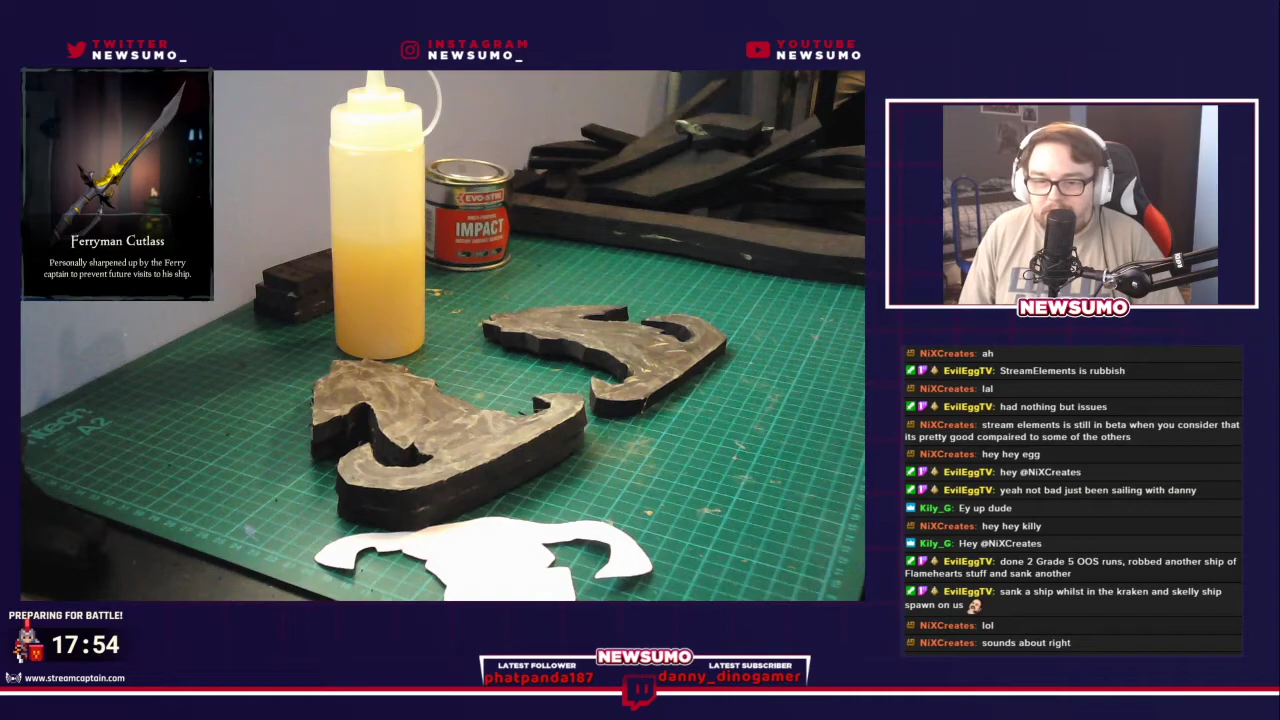 TWITTER
NEWSUMO_
INSTAGRAM
NEWSUMO_
YOUTUBE
NEWSUMO
Ferryman Cutlass
Personally sharpened up by the Ferry
captain to prevent future visits to his ship.
EVO-STIK
IMPACT
A2
NEWSUMO
NiXCreates: ah
EvilEggTV: StreamElements is rubbish
NiXCreates: lal
EvilEggTV: had nothing but issues
NiXCreates: stream elements is still in beta when you consider that
its pretty good compaired to some of the others
NiXCreates: hey hey egg
EvilEggTV: hey @NiXCreates
EvilEggTV: yeah not bad just been sailing with danny
Kily_G: Ey up dude
NiXCreates: hey hey killy
Kily_G: Hey @NiXCreates
EvilEggTV: done 2 Grade 5 OOS runs, robbed another ship of
Flamehearts stuff and sank another
EvilEggTV: sank a ship whilst in the kraken and skelly ship
spawn on us
NiXCreates: lol
NiXCreates: sounds about right
PREPARING FOR BATTLE!
17:54
www.streamcaptain.com
NEWSUMO
LATEST FOLLOWER
phatpanda187
LATEST SUBSCRIBER
danny_dinogamer